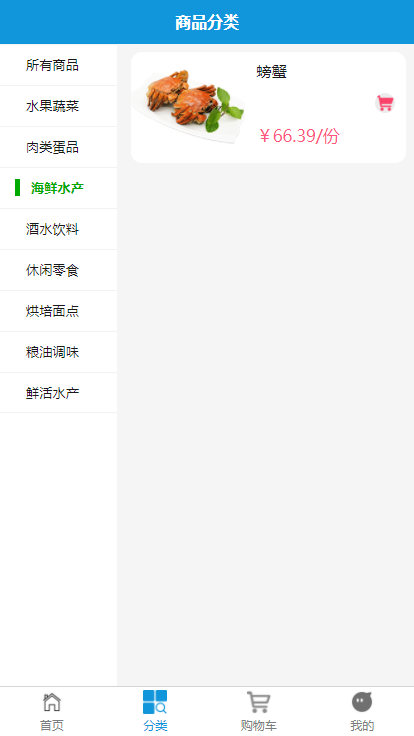 商品分类
所有商品
水果蔬菜
肉类蛋品
海鲜水产
酒水饮料
休闲零食
烘培面点
粮油调味
鲜活水产
螃蟹
￥66.39/份
首页
分类
购物车
我的